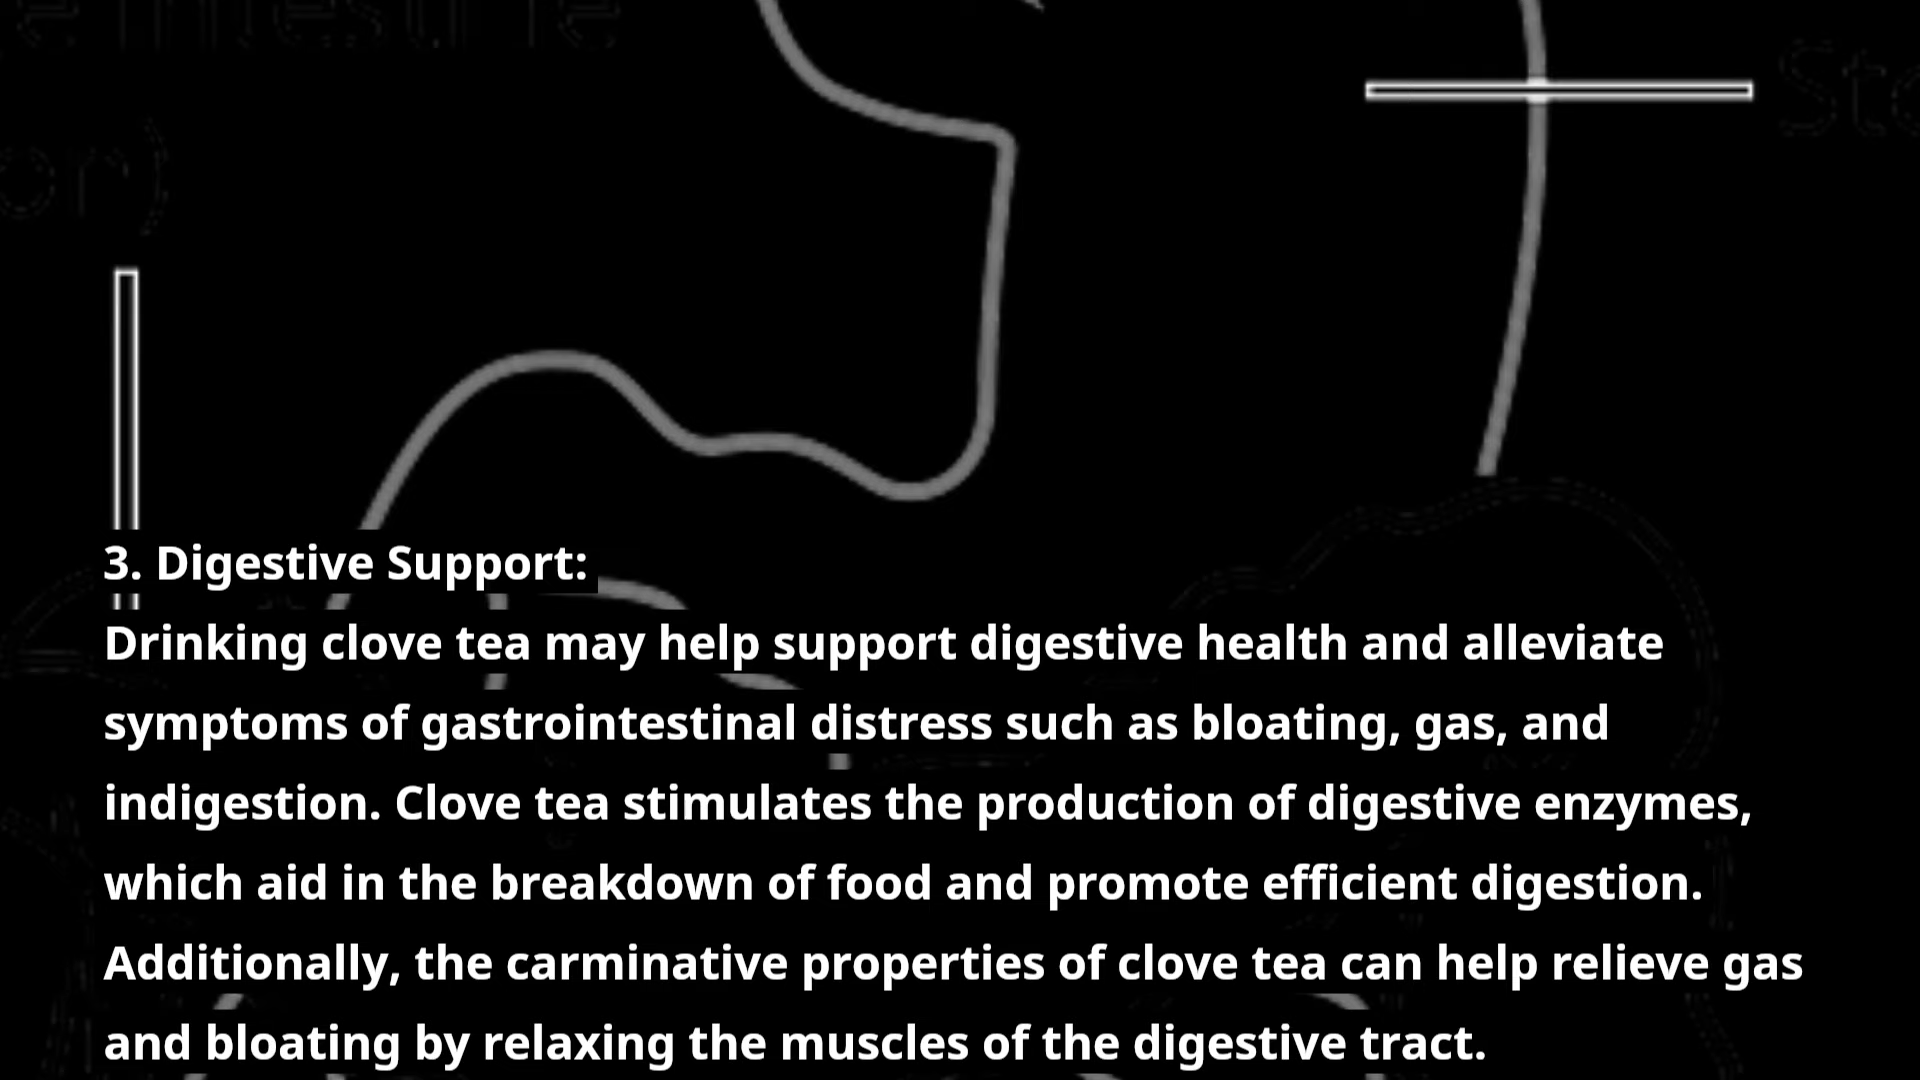 3. Digestive Support:
Drinking clove tea may help support digestive health and alleviate
symptoms of gastrointestinal distress such as bloating, gas, and
indigestion. Clove tea stimulates the production of digestive enzymes,
which aid in the breakdown of food and promote efficient digestion.
Additionally, the carminative properties of clove tea can help relieve gas
and bloating by relaxing the muscles of the digestive tract.